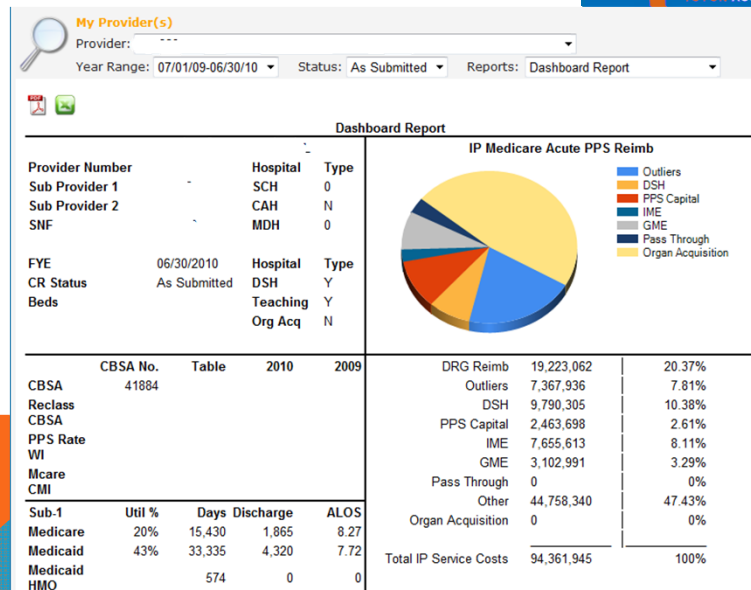 My Provider(s)
Provider:
Year Range: 07/01/09-06/30/10 Status: As Submitted Reports: Dashboard Report
PDF
Dashboard Report
Provider Number Hospital Type
Sub Provider 1 SCH 0
Sub Provider 2 CAH N
SNF MDH 0
FYE 06/30/2010 Hospital Type
CR Status As Submitted DSH Y
Beds Teaching Y
Org Acq N
IP Medicare Acute PPS Reimb
Outliers
DSH
PPS Capital
IME
GME
Pass Through
Organ Acquisition
CBSA No. Table 2010 2009
CBSA 41884
Reclass
CBSA
PPS Rate
WI
Mcare
CMI
Sub-1 Util % Days Discharge ALOS
Medicare 20% 15,430 1,865 8.27
Medicaid 43% 33,335 4,320 7.72
Medicaid
HMO 574 0 0
DRG Reimb 19,223,062 20.37%
Outliers 7,367,936 7.81%
DSH 9,790,305 10.38%
PPS Capital 2,463,698 2.61%
IME 7,655,613 8.11%
GME 3,102,991 3.29%
Pass Through 0 0%
Other 44,758,340 47.43%
Organ Acquisition 0 0%
Total IP Service Costs 94,361,945 100%